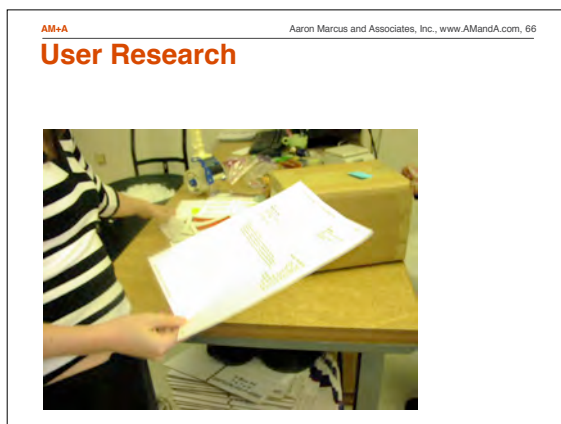 AM+A
Aaron Marcus and Associates, Inc., www.AMandA.com, 66
User Research